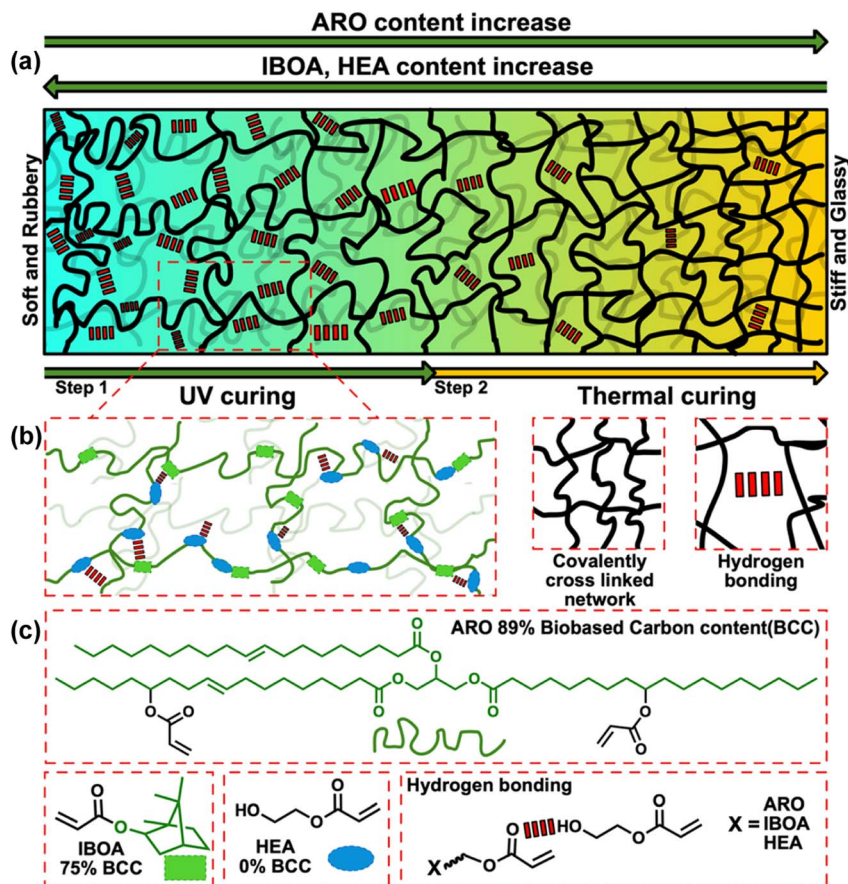 ARO content increase
(a)
IBOA, HEA content increase
Soft and Rubbery
Stiff and Glassy
Step 1
UV curing
Step 2
Thermal curing
(b)
Covalently
cross linked
network
Hydrogen
bonding
(c)
ARO 89% Biobased Carbon content(BCC)
O
O
O
O
O
O
O
O
O
O
O
O
IBOA
75% BCC
HO
O
O
HEA
0% BCC
Hydrogen bonding
X
O
O
HO
O
O
X =
ARO
IBOA
HEA